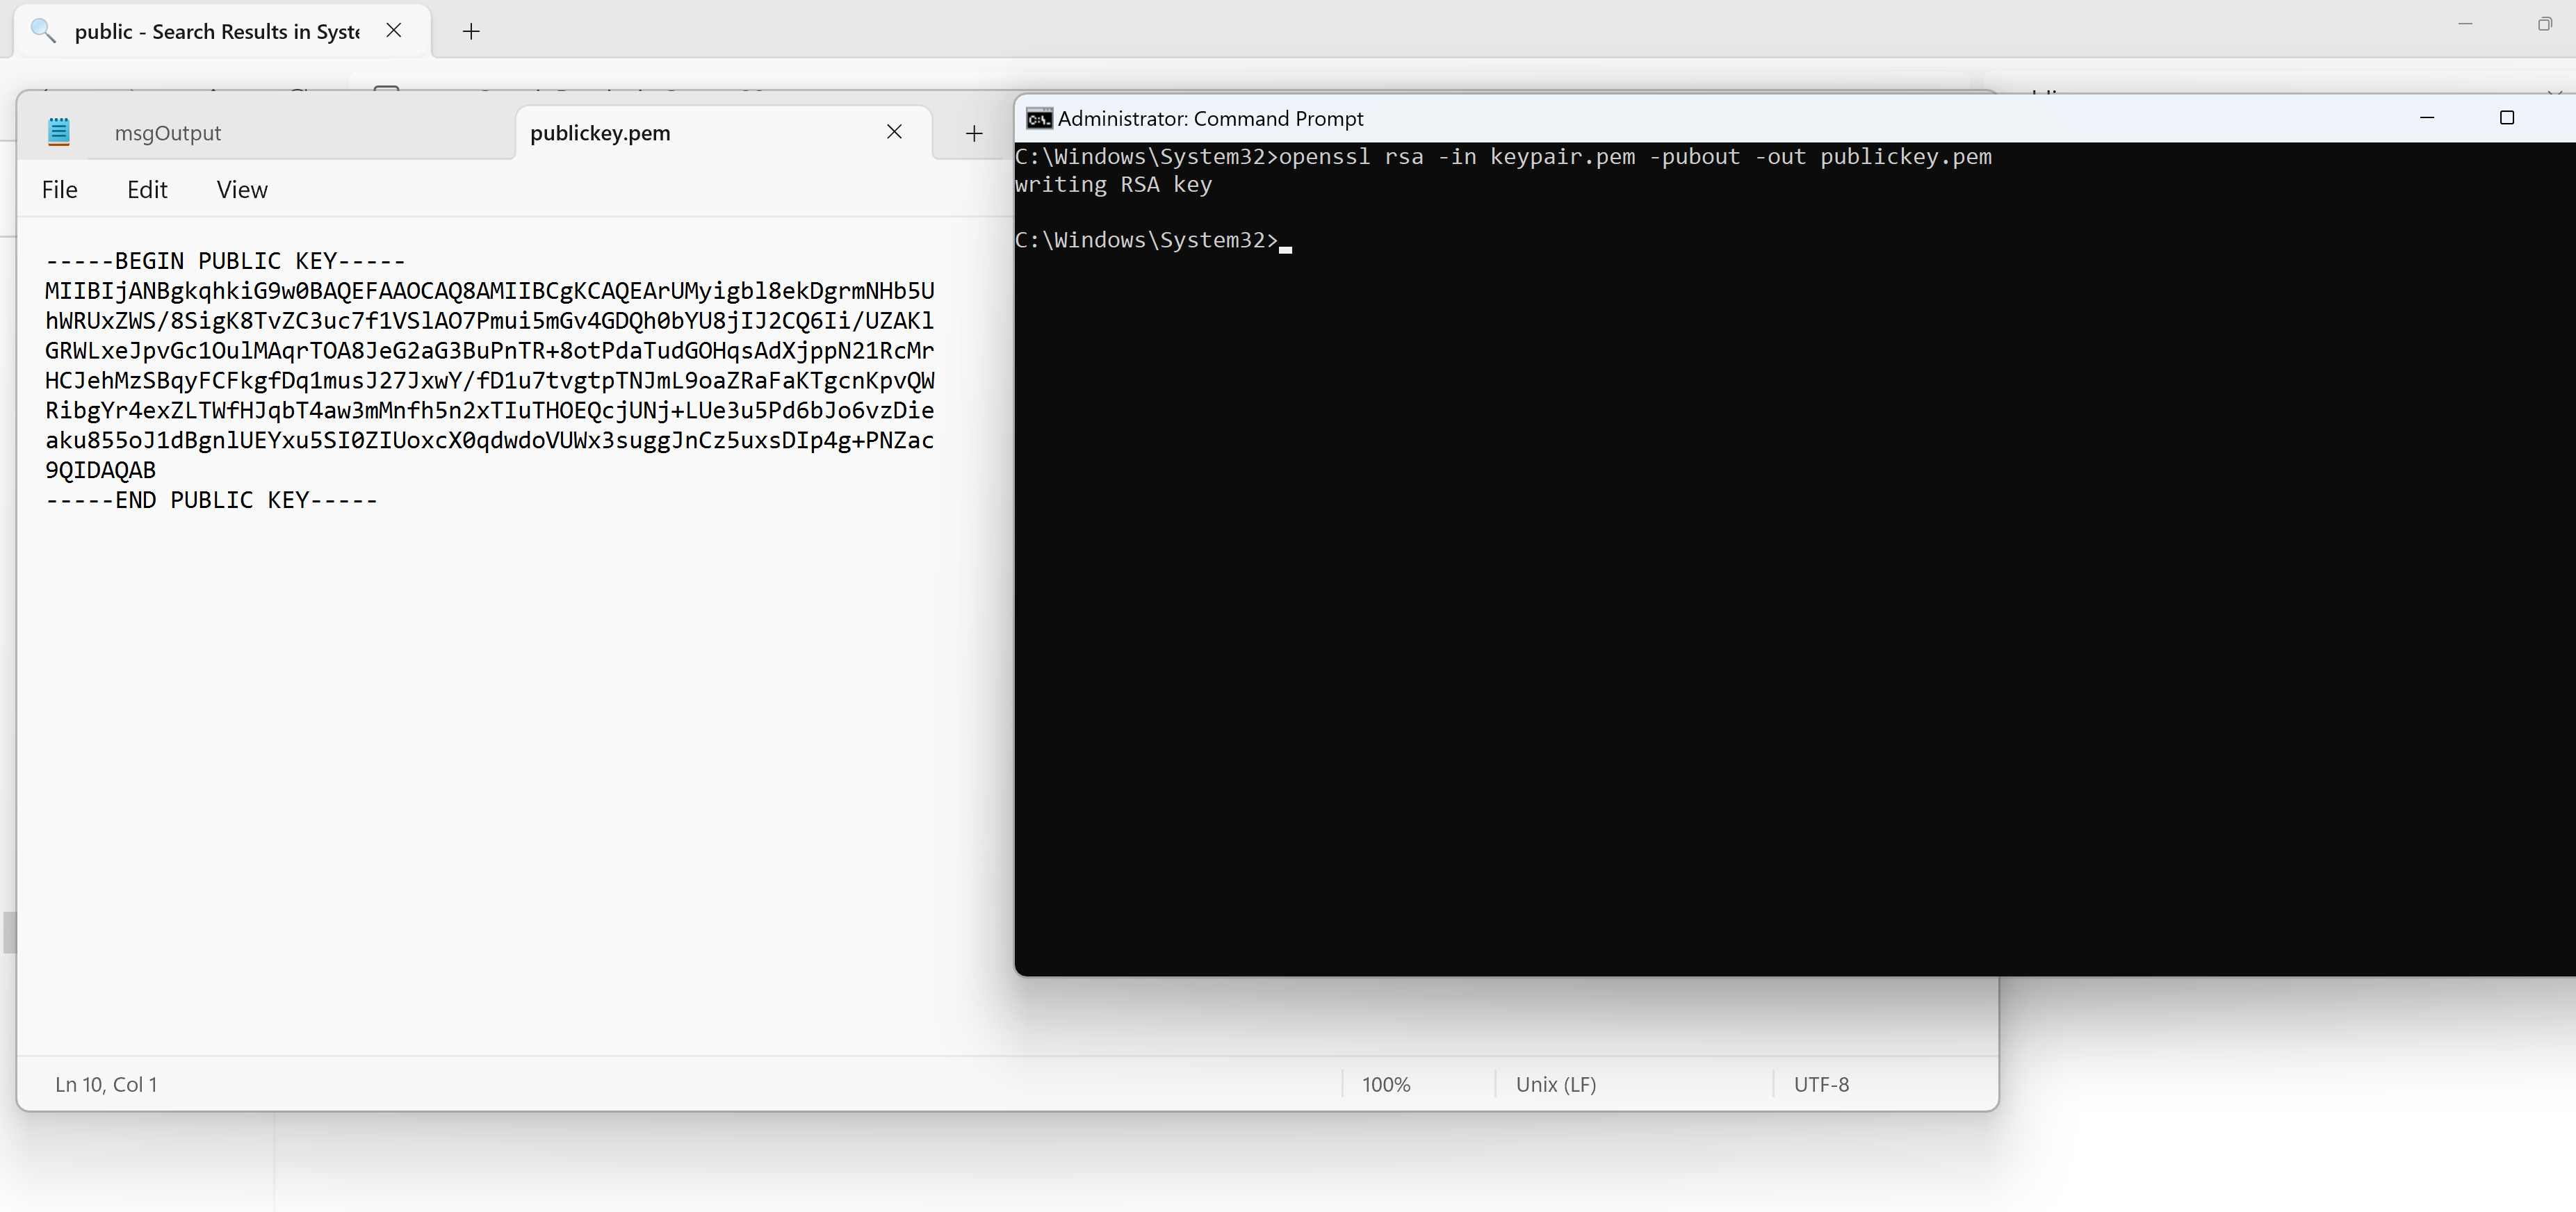 public - Search Results in Syste
msgOutput
publickey.pem
File Edit View
-----BEGIN PUBLIC KEY-----
MIIBIjANBgkqhkiG9w0BAQEFAAOCAQ8AMIIBCgKCAQEArUMyigbl8ekDgrmNHb5U
hWRUxZWS/8SigK8TvZC3uc7f1VSlAO7Pmui5mGv4GDQh0bYU8jIJ2CQ6Ii/UZAKl
GRWLxeJpvGc1OulMAqrTOA8JeG2aG3BuPnTR+8otPdaTudGOHqsAdXjppN21RcMr
HCJehMzSBqyFCFkgfDq1musJ27JxwY/fD1u7tvgtpTNJmL9oaZRaFaKTgcnKpvQW
RibgYr4exZLTWfHJqbT4aw3mMnfh5n2xTIuTHOEQcjUNj+LUe3u5Pd6bJo6vzDie
aku855oJ1dBgnlUEYxu5SI0ZIUoxcX0qdwdoVUWx3suggJnCz5uxsDIp4g+PNZac
9QIDAQAB
-----END PUBLIC KEY-----
Ln 10, Col 1
100%
Unix (LF)
UTF-8
Administrator: Command Prompt
C:\Windows\System32>openssl rsa -in keypair.pem -pubout -out publickey.pem
writing RSA key
C:\Windows\System32>